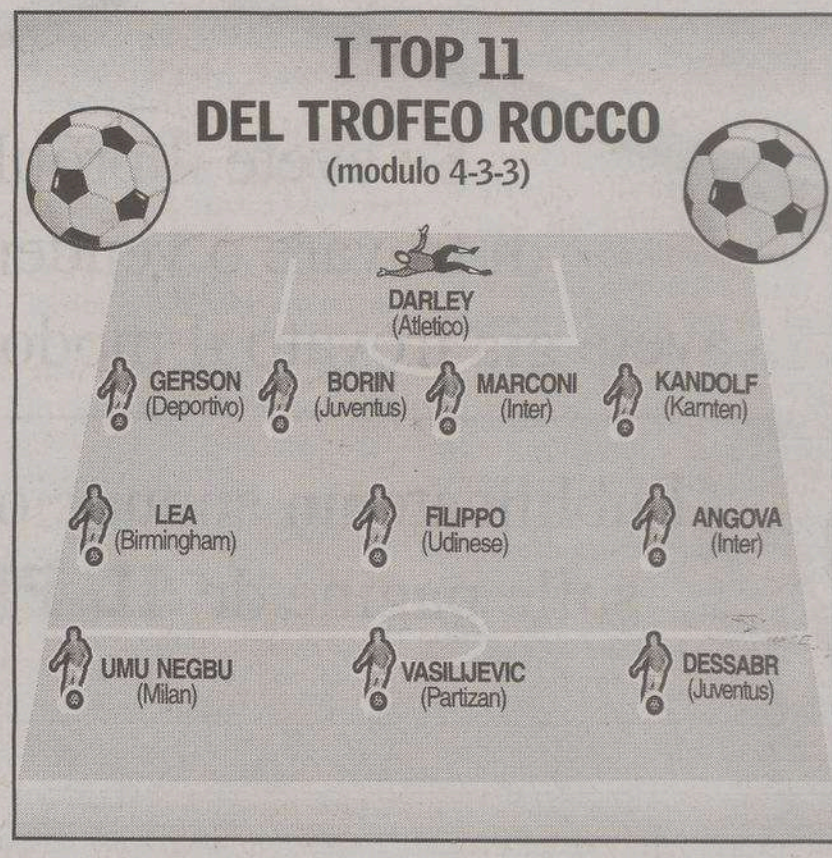 I TOP 11
DEL TROFEO ROCCO
(modulo 4-3-3)
DARLEY
(Atletico)
GERSON
(Deportivo)
BORIN
(Juventus)
MARCONI
(Inter)
KANDOLF
(Karnten)
LEA
(Birmingham)
FILIPPO
(Udinese)
ANGOVA
(Inter)
UMU NEGBU
(Milan)
VASILIJEVIC
(Partizan)
DESSABR
(Juventus)